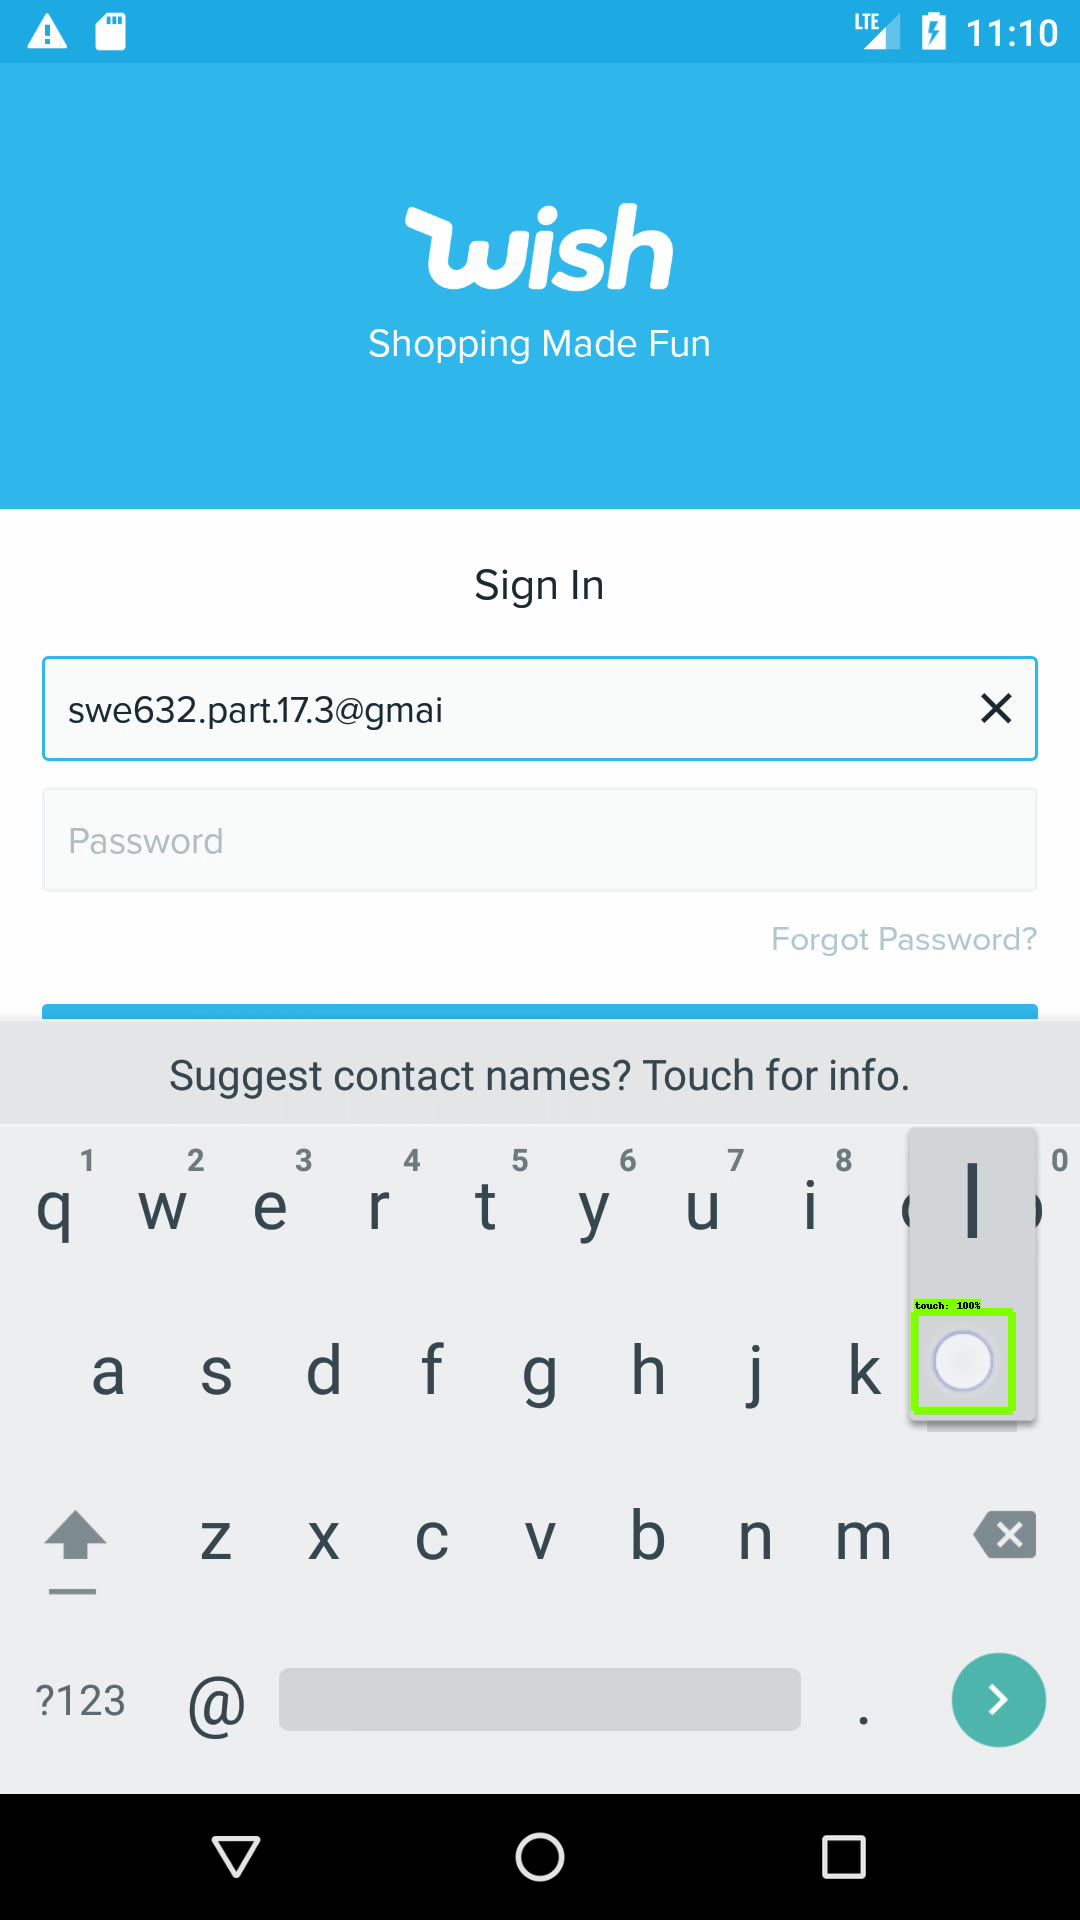 LTE 11:10
wish
Shopping Made Fun
Sign In
swe632.part.17.3@gmai
Password
Forgot Password?
Suggest contact names? Touch for info.
1 2 3 4 5 6 7 8 0
q w e r t y u i
l
touch: 100%
a s d f g h j k
z x c v b n m
?123 @ .